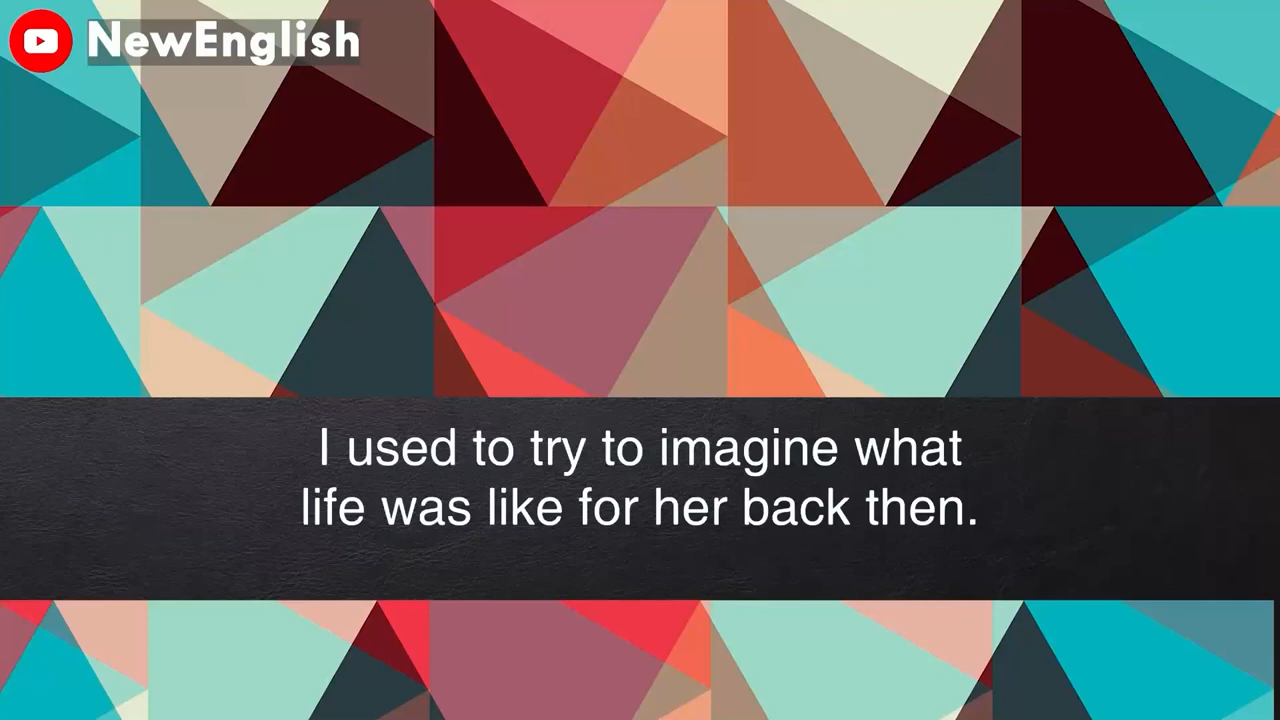 NewEnglish
I used to try to imagine what
life was like for her back then.